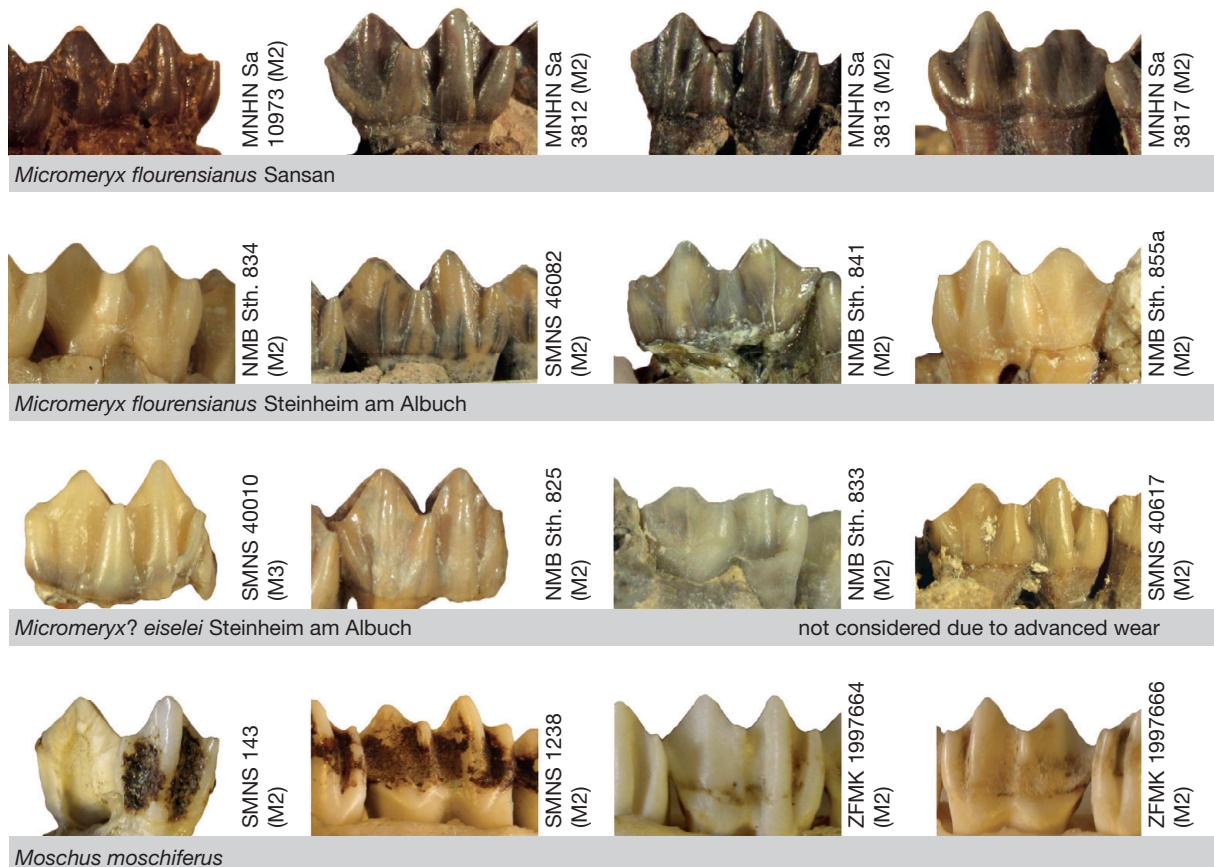 MNHN Sa
10973 (M2)
MNHN Sa
3812 (M2)
MNHN Sa
3813 (M2)
MNHN Sa
3817 (M2)
Micromeryx flourensianus Sansan
NMB Sth. 834
(M2)
SMNS 46082
(M2)
NMB Sth. 841
(M2)
NMB Sth. 855a
(M2)
Micromeryx flourensianus Steinheim am Albuch
SMNS 40010
(M3)
NMB Sth. 825
(M2)
NMB Sth. 833
(M2)
SMNS 40617
(M2)
Micromeryx? eiselei Steinheim am Albuch
not considered due to advanced wear
SMNS 143
(M2)
SMNS 1238
(M2)
ZFMK 1997664
(M2)
ZFMK 1997666
(M2)
Moschus moschiferus